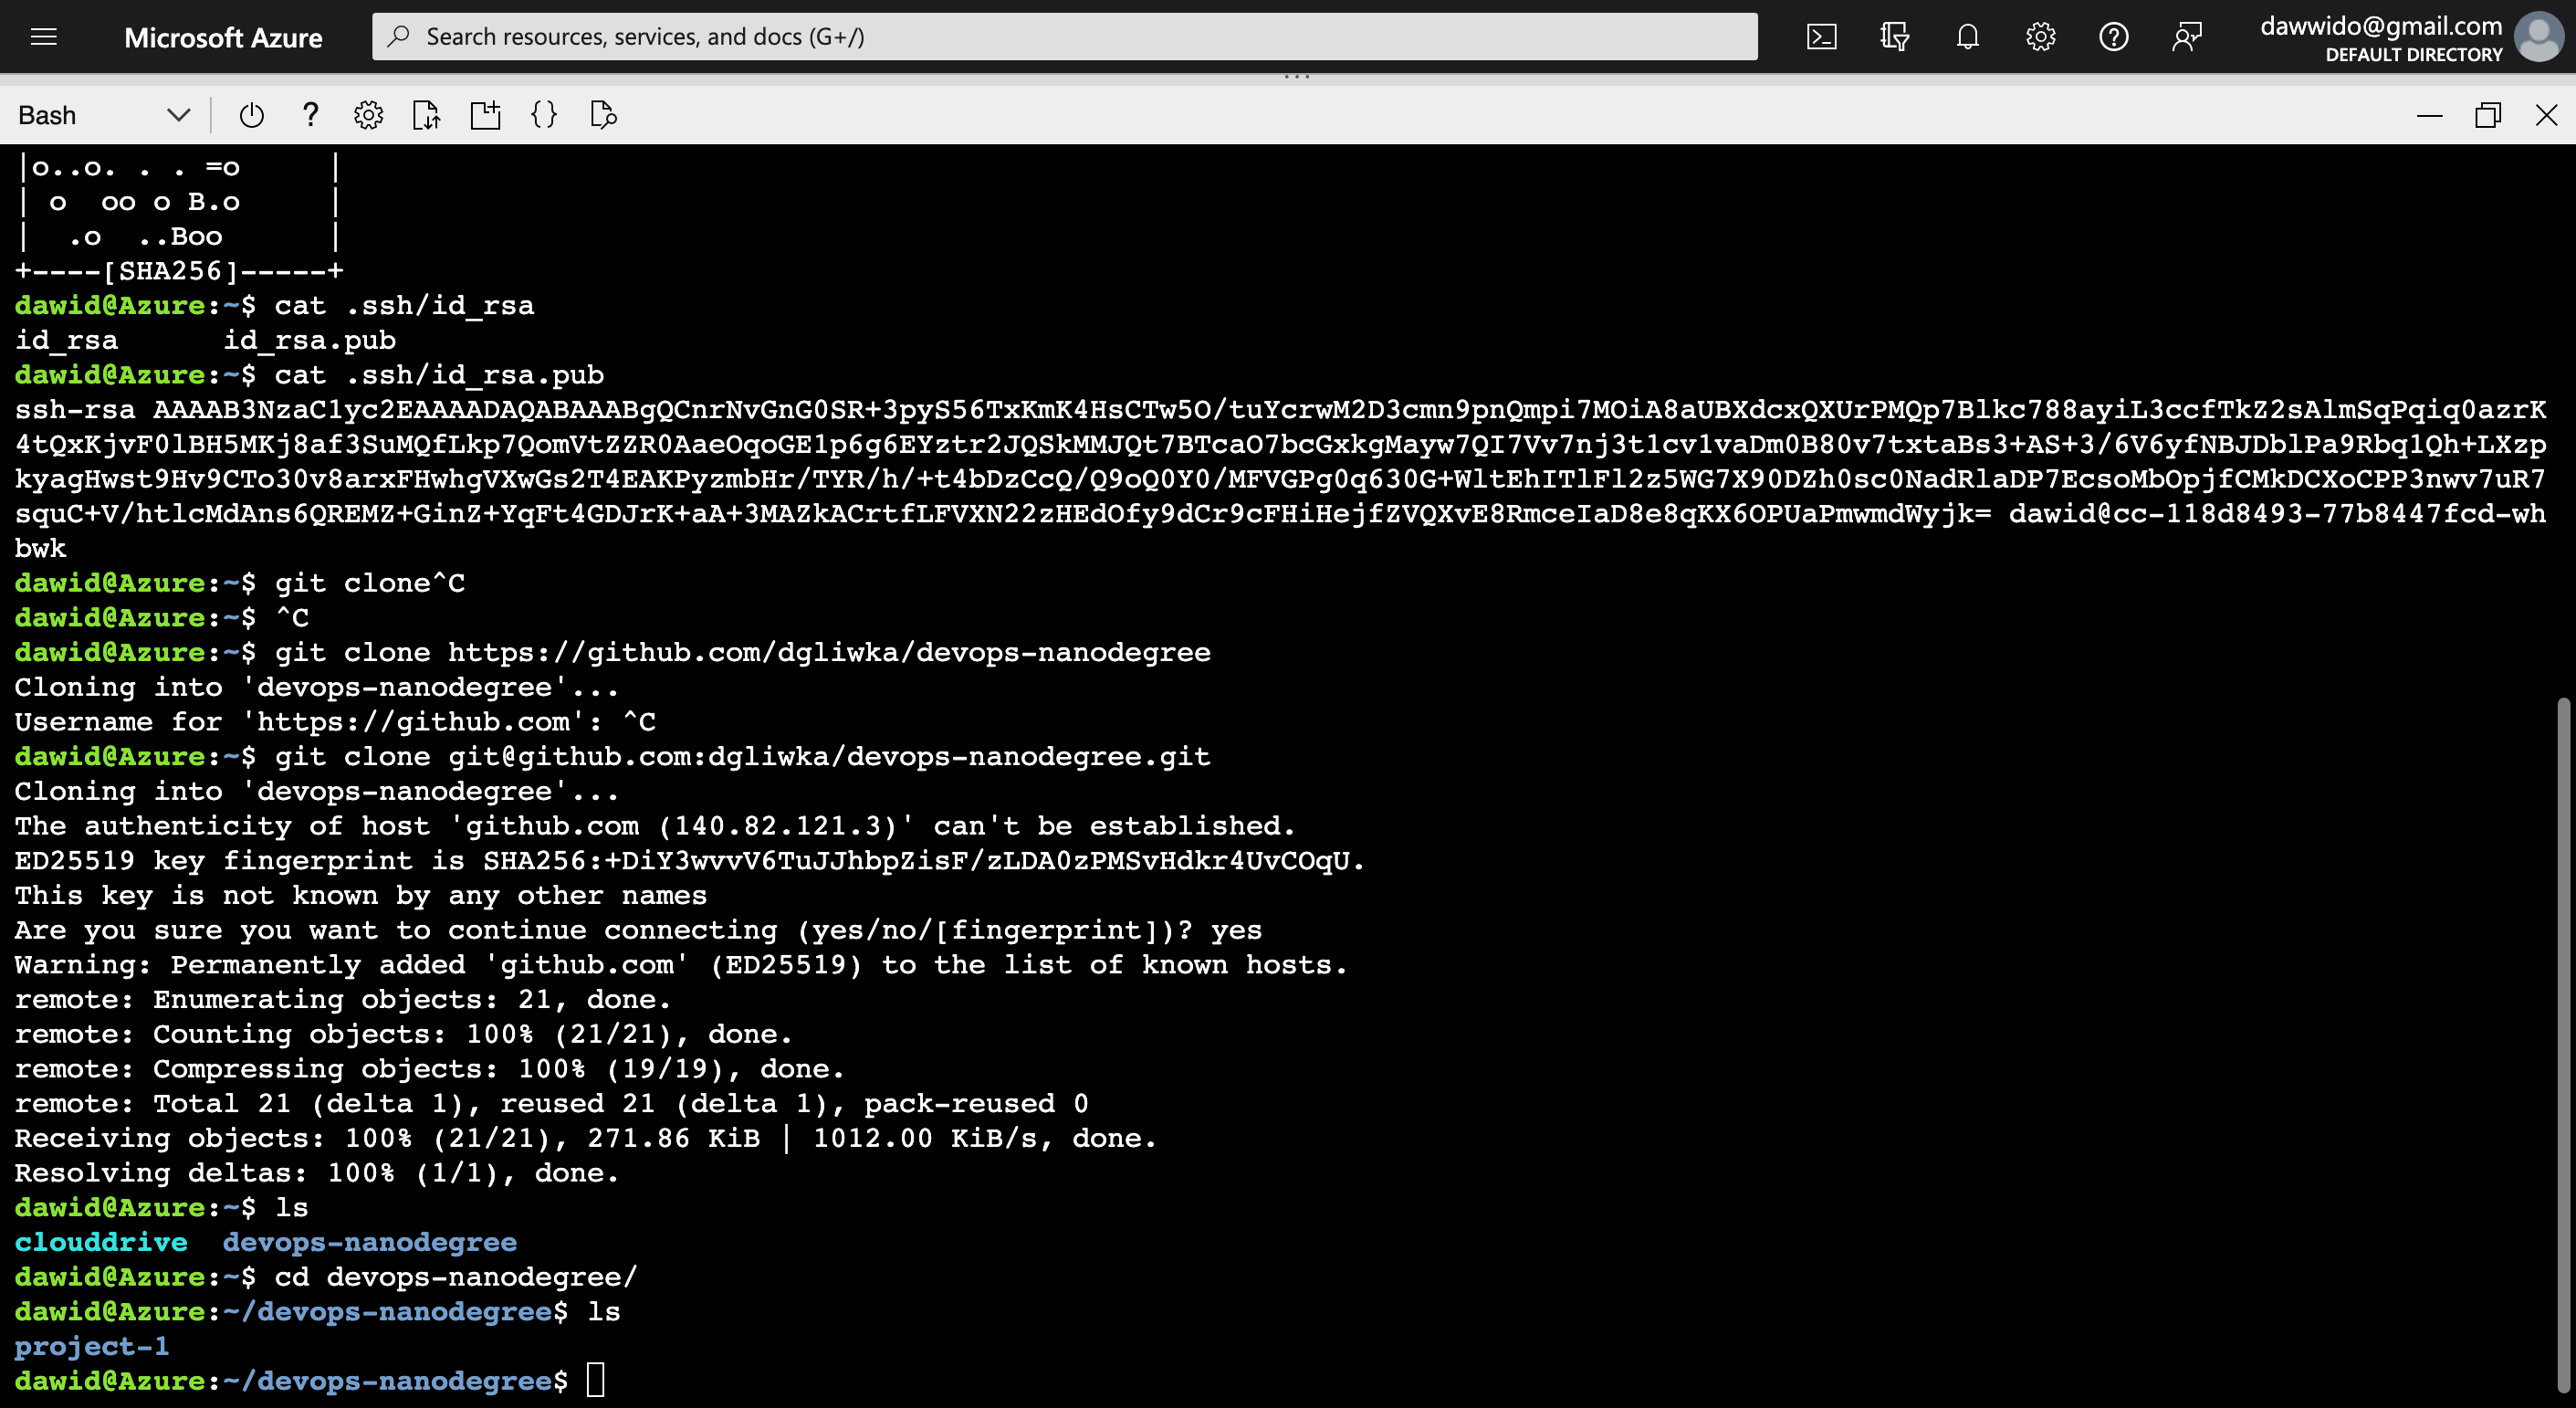 Microsoft Azure
Search resources, services, and docs (G+/)
dawwido@gmail.com
DEFAULT DIRECTORY
Bash
|o..o. . . =o     |
| o  oo o B.o     |
|  .o  ..Boo      |
+----[SHA256]-----+
dawid@Azure:~$ cat .ssh/id_rsa
id_rsa      id_rsa.pub
dawid@Azure:~$ cat .ssh/id_rsa.pub
ssh-rsa AAAAB3NzaC1yc2EAAAADAQABAAABgQCnrNvGnG0SR+3pyS56TxKmK4HsCTw5O/tuYcrwM2D3cmn9pnQmpi7MOiA8aUBXdcxQXUrPMQp7Blkc788ayiL3ccfTkZ2sAlmSqPqiq0azrK
4tQxKjvF0lBH5MKj8af3SuMQfLkp7QomVtZZR0AaeOqoGE1p6g6EYztr2JQSkMMJQt7BTcaO7bcGxkgMayw7QI7Vv7nj3t1cv1vaDm0B80v7txtaBs3+AS+3/6V6yfNBJDblPa9Rbq1Qh+LXzp
kyagHwst9Hv9CTo30v8arxFHwhgVXwGs2T4EAKPyzmbHr/TYR/h/+t4bDzCcQ/Q9oQ0Y0/MFVGPg0q630G+WltEhITlFl2z5WG7X90DZh0sc0NadRlaDP7EcsoMbOpjfCMkDCXoCPP3nwv7uR7
squC+V/htlcMdAns6QREMZ+GinZ+YqFt4GDJrK+aA+3MAZkACrtfLFVXN22zHEdOfy9dCr9cFHiHejfZVQXvE8RmceIaD8e8qKX6OPUaPmwmdWyjk= dawid@cc-118d8493-77b8447fcd-wh
bwk
dawid@Azure:~$ git clone^C
dawid@Azure:~$ ^C
dawid@Azure:~$ git clone https://github.com/dgliwka/devops-nanodegree
Cloning into 'devops-nanodegree'...
Username for 'https://github.com': ^C
dawid@Azure:~$ git clone git@github.com:dgliwka/devops-nanodegree.git
Cloning into 'devops-nanodegree'...
The authenticity of host 'github.com (140.82.121.3)' can't be established.
ED25519 key fingerprint is SHA256:+DiY3wvvV6TuJJhbpZisF/zLDA0zPMSvHdkr4UvCOqU.
This key is not known by any other names
Are you sure you want to continue connecting (yes/no/[fingerprint])? yes
Warning: Permanently added 'github.com' (ED25519) to the list of known hosts.
remote: Enumerating objects: 21, done.
remote: Counting objects: 100% (21/21), done.
remote: Compressing objects: 100% (19/19), done.
remote: Total 21 (delta 1), reused 21 (delta 1), pack-reused 0
Receiving objects: 100% (21/21), 271.86 KiB | 1012.00 KiB/s, done.
Resolving deltas: 100% (1/1), done.
dawid@Azure:~$ ls
clouddrive  devops-nanodegree
dawid@Azure:~$ cd devops-nanodegree/
dawid@Azure:~/devops-nanodegree$ ls
project-1
dawid@Azure:~/devops-nanodegree$